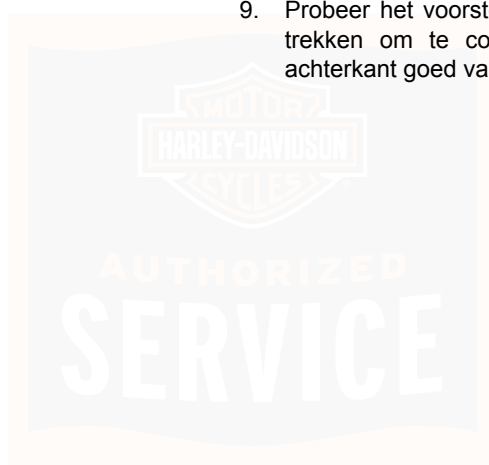 9. Probeer het voorst
trekken om te co
achterkant goed va
MOTOR
HARLEY-DAVIDSON
CYCLES
AUTHORIZED
SERVICE